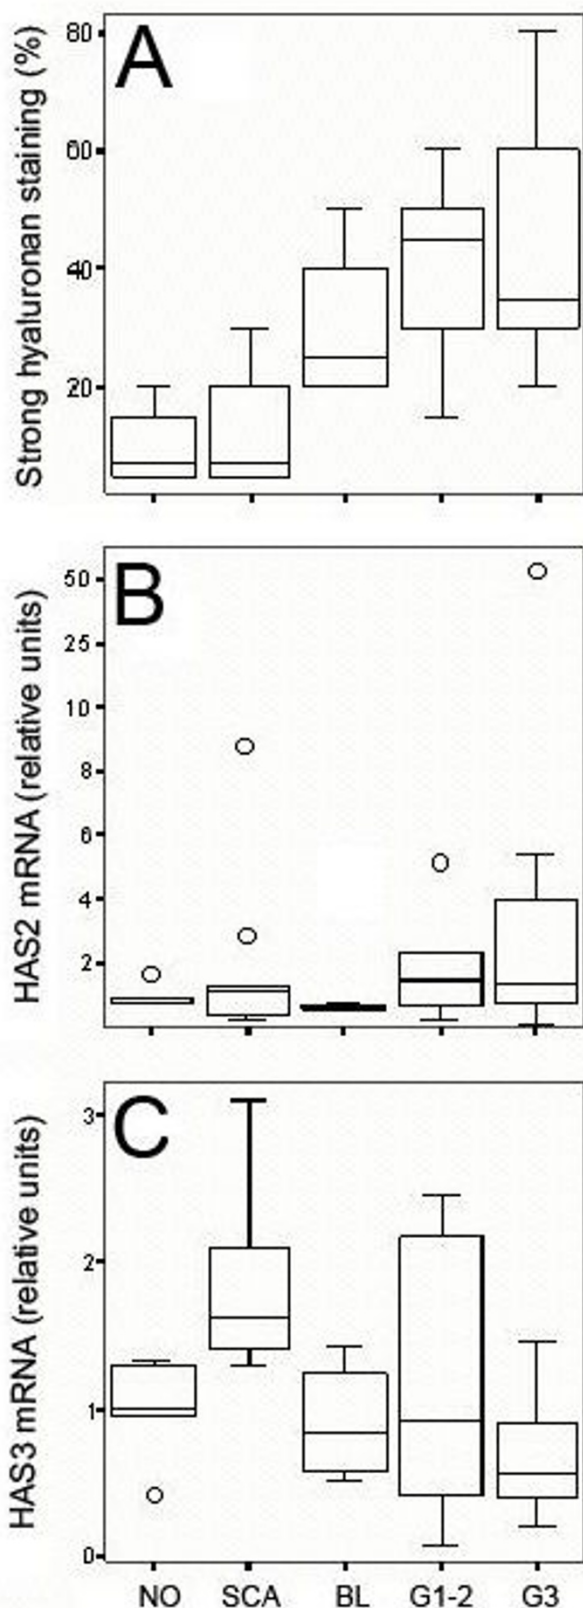 A
Strong hyaluronan staining (%)
80
60
40
20
B
HAS2 mRNA (relative units)
50
25
10
8
6
4
2
C
HAS3 mRNA (relative units)
3
2
1
0
NO SCA BL G1-2 G3